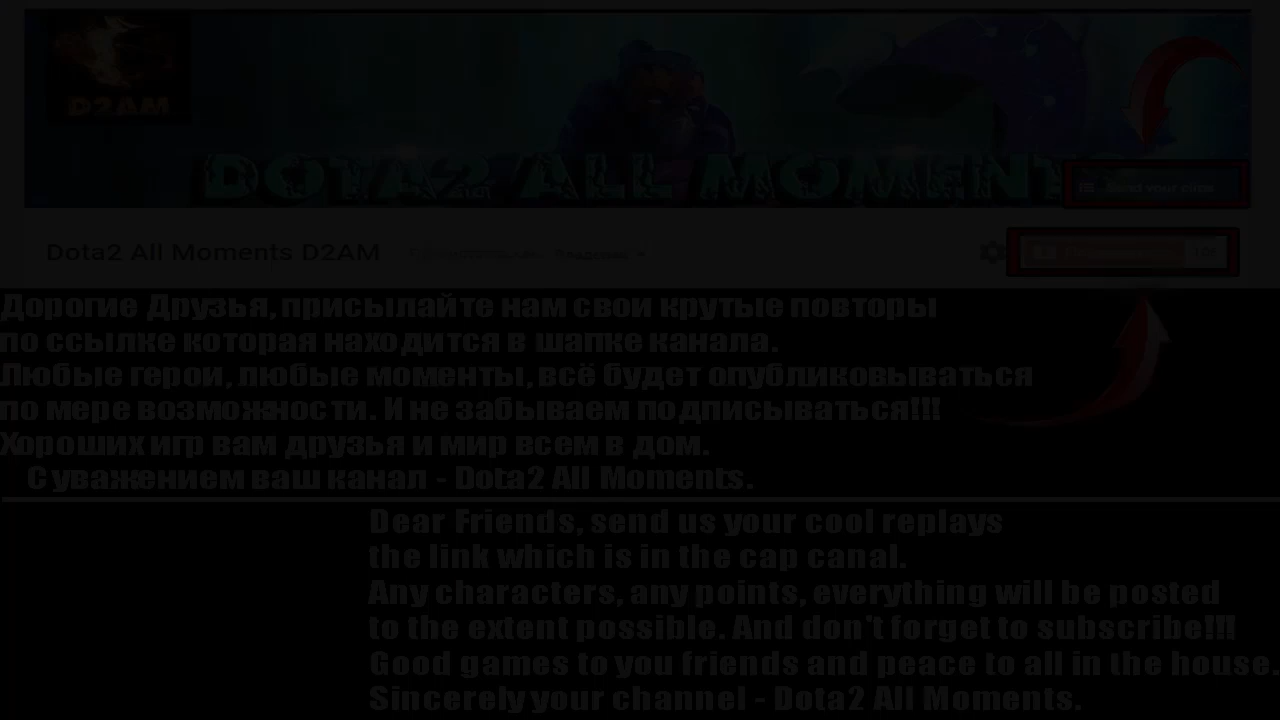 D2AM
DOTA2 ALL MOMENT
Send your clips
Dota2 All Moments D2AM
Дорогие Друзья, присылайте нам свои крутые повторы
по ссылке которая находится в шапке канала.
Любые герои, любые моменты, всё будет опубликовываться
по мере возможности. И не забываем подписываться!!!
Хороших игр вам друзья и мир всем в дом.
С уважением ваш канал - Dota2 All Moments.
Dear Friends, send us your cool replays
the link which is in the cap canal.
Any characters, any points, everything will be posted
to the extent possible. And don't forget to subscribe!!!
Good games to you friends and peace to all in the house.
Sincerely your channel - Dota2 All Moments.